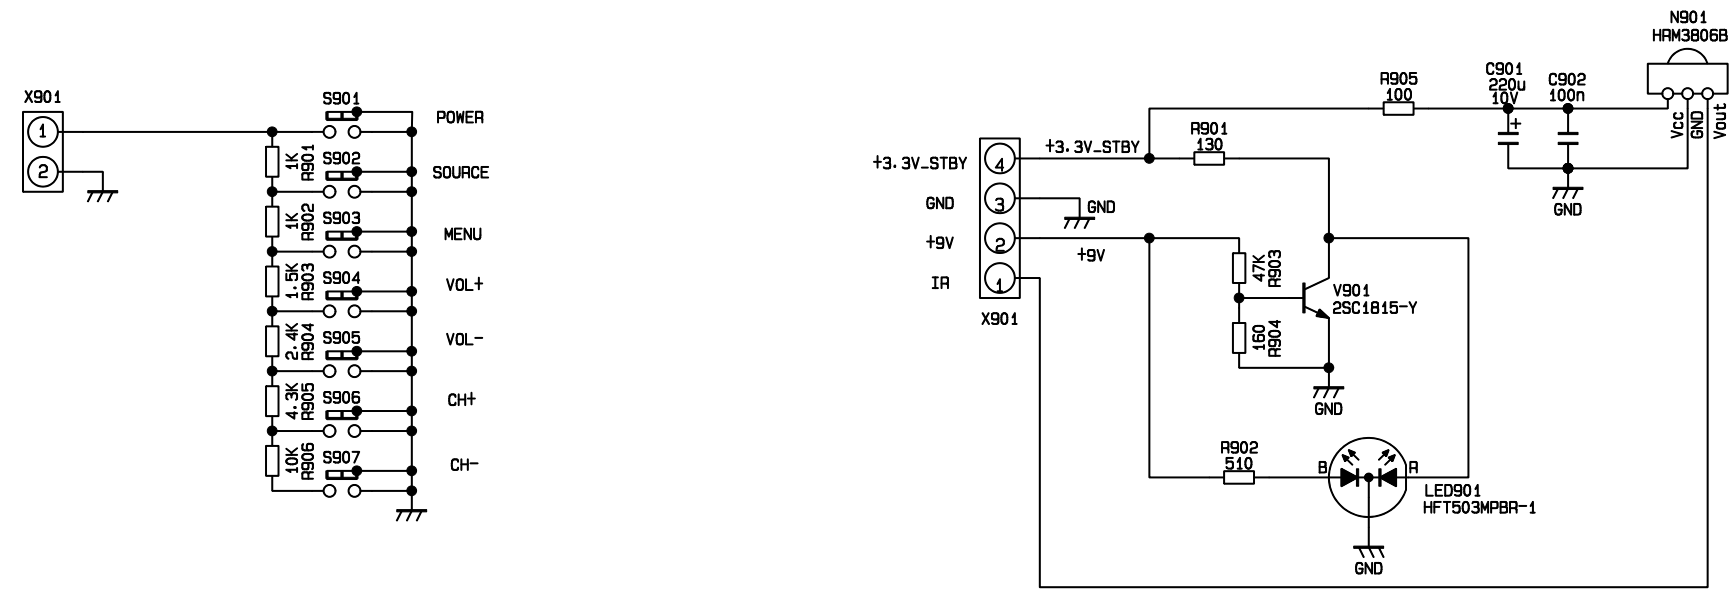 X901
1
2
S901
POWER
1K
R901
S902
SOURCE
1K
R902
S903
MENU
1.5K
R903
S904
VOL+
2.4K
R904
S905
VOL-
4.3K
R905
S906
CH+
10K
R906
S907
CH-
+3.3V_STBY
GND
+9V
IR
4
3
2
1
X901
+3.3V_STBY
GND
+9V
R901
130
R905
100
C901
220u
10V
+
C902
100n
GND
N901
HRM3806B
Vcc
GND
Vout
47K
R903
160
R904
V901
2SC1815-Y
GND
R902
510
B
R
LED901
HFT503MPBR-1
GND